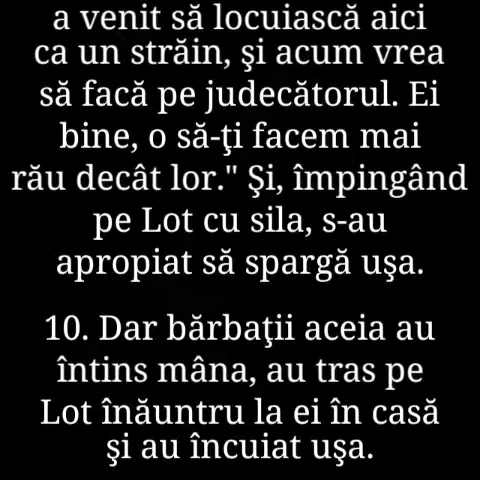 a venit să locuiască aici
ca un străin, şi acum vrea
să facă pe judecătorul. Ei
bine, o să-ţi facem mai
rău decât lor." Şi, împingând
pe Lot cu sila, s-au
apropiat să spargă uşa.
10. Dar bărbaţii aceia au
întins mâna, au tras pe
Lot înăuntru la ei în casă
şi au încuiat uşa.